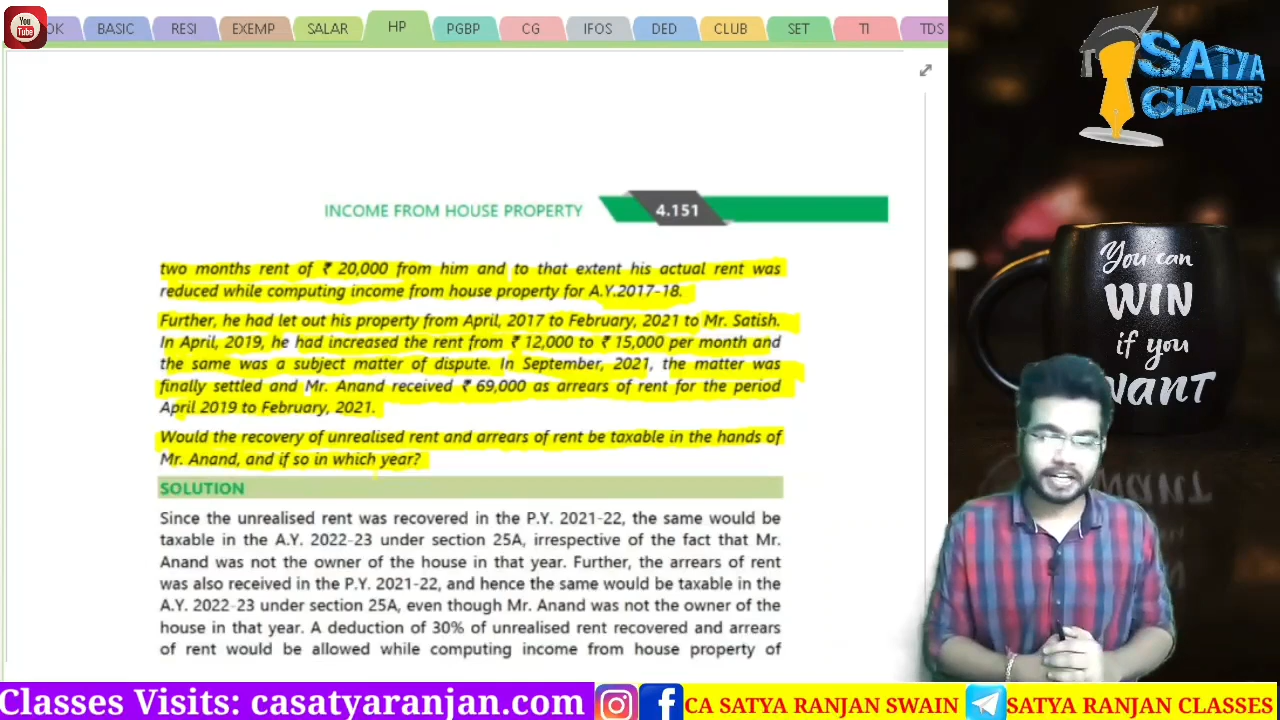 You
Tube
OK BASIC RESI EXEMP SALAR HP PGBP CG IFOS DED CLUB SET TI TDS
SATYA
CLASSES
INCOME FROM HOUSE PROPERTY 4.151
two months rent of ₹ 20,000 from him and to that extent his actual rent was
reduced while computing income from house property for A.Y.2017-18.
Further, he had let out his property from April, 2017 to February, 2021 to Mr. Satish.
In April, 2019, he had increased the rent from ₹ 12,000 to ₹ 15,000 per month and
the same was a subject matter of dispute. In September, 2021, the matter was
finally settled and Mr. Anand received ₹ 69,000 as arrears of rent for the period
April 2019 to February, 2021.
Would the recovery of unrealised rent and arrears of rent be taxable in the hands of
Mr. Anand, and if so in which year?
SOLUTION
Since the unrealised rent was recovered in the P.Y. 2021-22, the same would be
taxable in the A.Y. 2022-23 under section 25A, irrespective of the fact that Mr.
Anand was not the owner of the house in that year. Further, the arrears of rent
was also received in the P.Y. 2021-22, and hence the same would be taxable in the
A.Y. 2022-23 under section 25A, even though Mr. Anand was not the owner of the
house in that year. A deduction of 30% of unrealised rent recovered and arrears
of rent would be allowed while computing income from house property of
You can
WIN
if you
WANT
Classes Visits: casatyaranjan.com
CA SATYA RANJAN SWAIN
SATYA RANJAN CLASSES